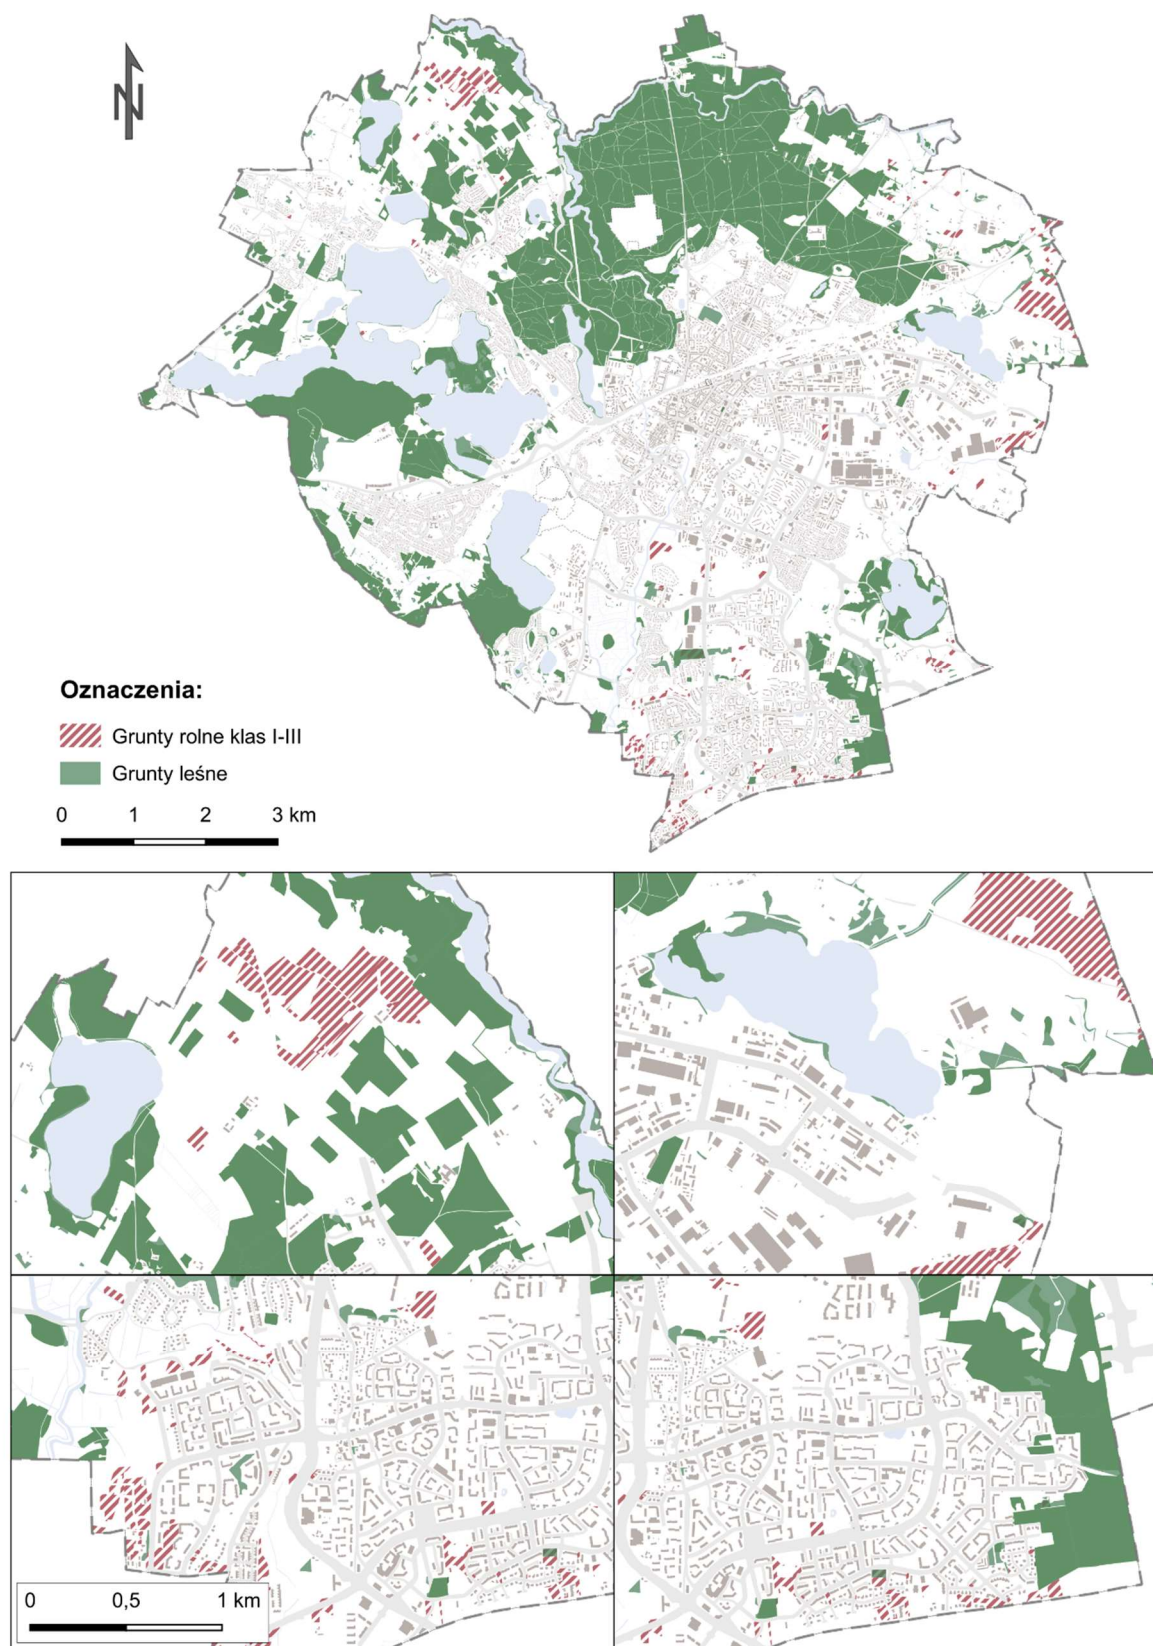 N
Oznaczenia:
Grunty rolne klas I-III
Grunty leśne
0 1 2 3 km
0 0,5 1 km